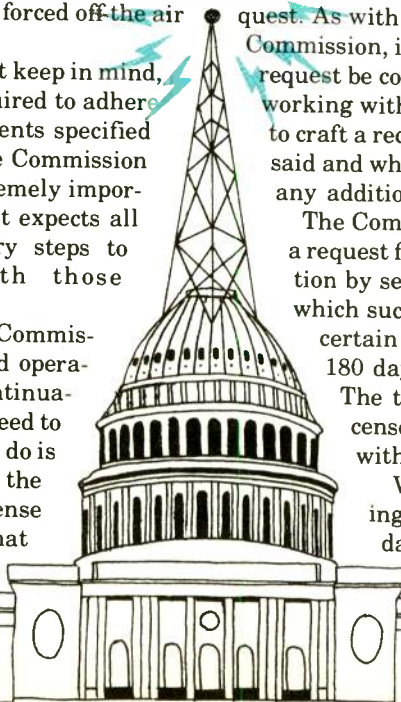 forced off the air
t keep in mind,
uired to adhere
ents specified
e Commission
emely impor-
t expects all
ry steps to
th those
Commis-
d opera-
ntinua-
eed to
do is
the
ense
hat
quest. As with
Commission, i
request be co
working with
to craft a rec
said and wh
any additio
The Com
a request f
tion by se
which suc
certain
180 da
The t
cense
with
V
ing
da